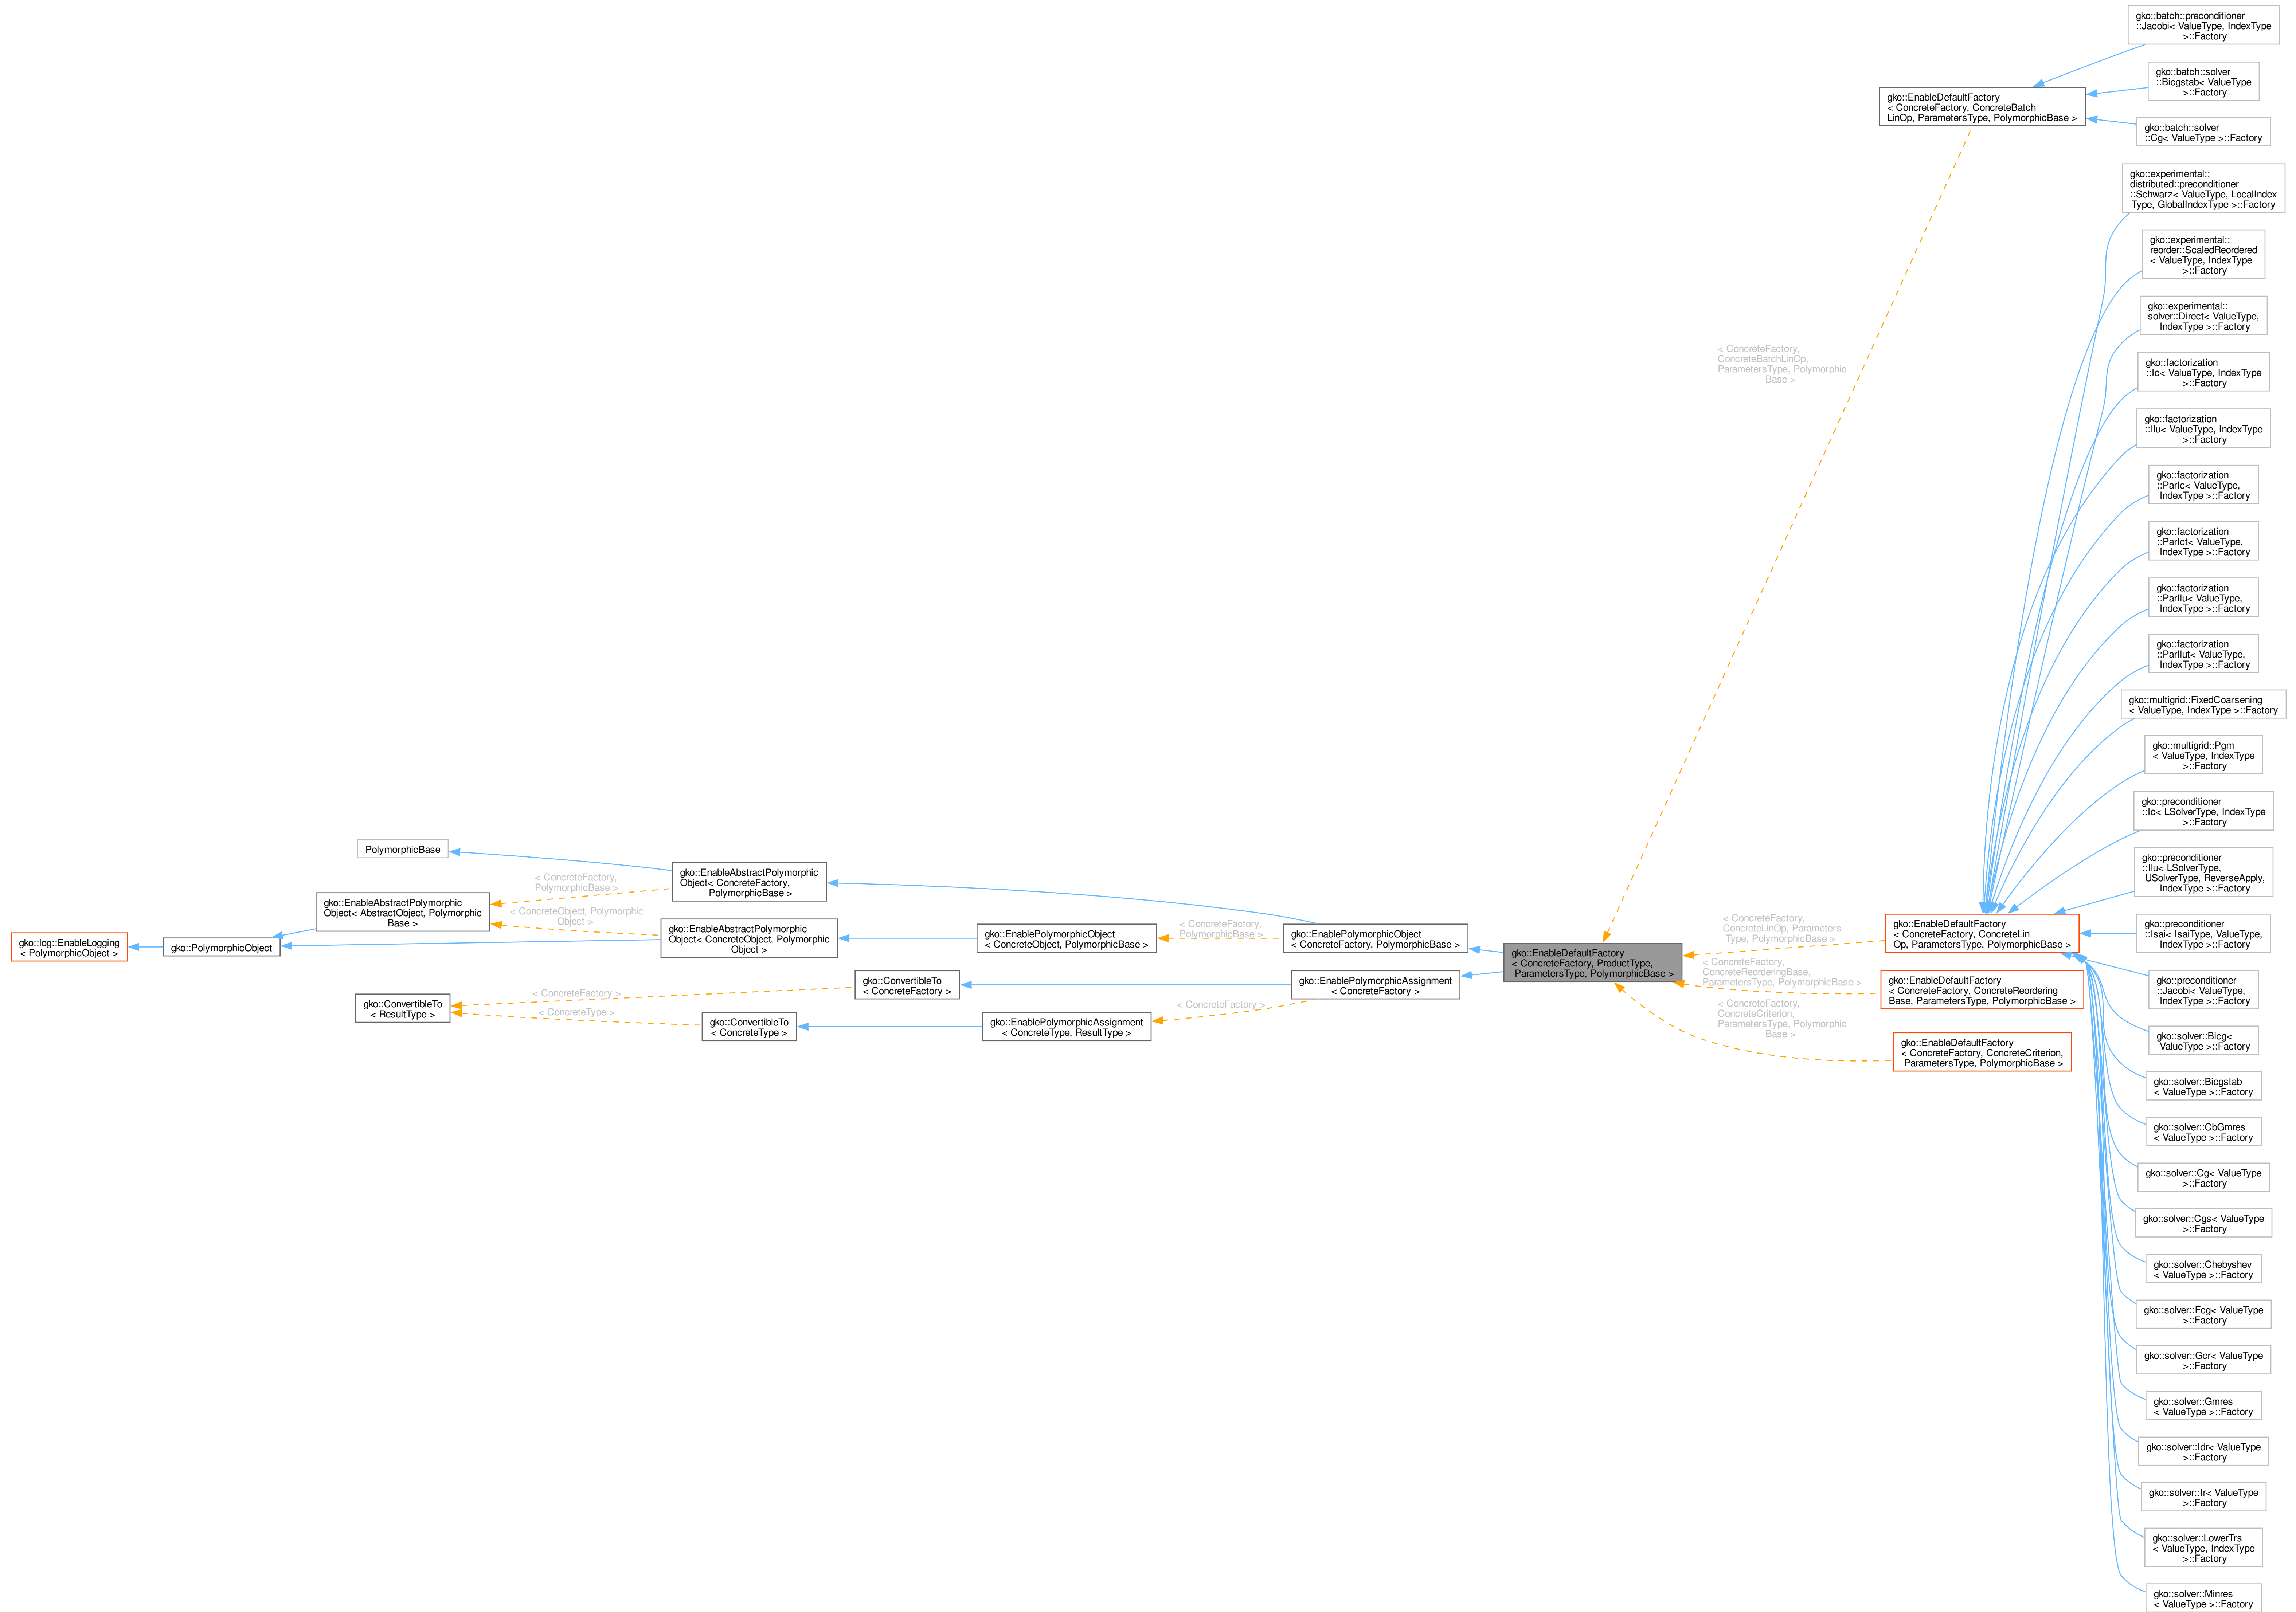 gko::log::EnableLogging
< PolymorphicObject >
gko::PolymorphicObject
PolymorphicBase
gko::EnableAbstractPolymorphic
Object< AbstractObject, Polymorphic
Base >
gko::ConvertibleTo
< ResultType >
< ConcreteFactory,
PolymorphicBase >
< ConcreteObject, Polymorphic
Object >
< ConcreteFactory >
< ConcreteType >
gko::EnableAbstractPolymorphic
Object< ConcreteFactory,
PolymorphicBase >
gko::EnableAbstractPolymorphic
Object< ConcreteObject, Polymorphic
Object >
gko::ConvertibleTo
< ConcreteFactory >
gko::ConvertibleTo
< ConcreteType >
gko::EnablePolymorphicObject
< ConcreteObject, PolymorphicBase >
gko::EnablePolymorphicAssignment
< ConcreteType, ResultType >
< ConcreteFactory,
PolymorphicBase >
< ConcreteFactory >
gko::EnablePolymorphicObject
< ConcreteFactory, PolymorphicBase >
gko::EnablePolymorphicAssignment
< ConcreteFactory >
gko::EnableDefaultFactory
< ConcreteFactory, ProductType,
ParametersType, PolymorphicBase >
< ConcreteFactory,
ConcreteBatchLinOp,
ParametersType, Polymorphic
Base >
< ConcreteFactory,
ConcreteLinOp, Parameters
Type, PolymorphicBase >
< ConcreteFactory,
ConcreteReorderingBase,
ParametersType, PolymorphicBase >
< ConcreteFactory,
ConcreteCriterion,
ParametersType, Polymorphic
Base >
gko::EnableDefaultFactory
< ConcreteFactory, ConcreteBatch
LinOp, ParametersType, PolymorphicBase >
gko::EnableDefaultFactory
< ConcreteFactory, ConcreteLin
Op, ParametersType, PolymorphicBase >
gko::EnableDefaultFactory
< ConcreteFactory, ConcreteReordering
Base, ParametersType, PolymorphicBase >
gko::EnableDefaultFactory
< ConcreteFactory, ConcreteCriterion,
ParametersType, PolymorphicBase >
gko::batch::preconditioner
::Jacobi< ValueType, IndexType
>::Factory
gko::batch::solver
::Bicgstab< ValueType
>::Factory
gko::batch::solver
::Cg< ValueType >::Factory
gko::experimental::
distributed::preconditioner
::Schwarz< ValueType, LocalIndex
Type, GlobalIndexType >::Factory
gko::experimental::
reorder::ScaledReordered
< ValueType, IndexType
>::Factory
gko::experimental::
solver::Direct< ValueType,
IndexType >::Factory
gko::factorization
::Ic< ValueType, IndexType
>::Factory
gko::factorization
::Ilu< ValueType, IndexType
>::Factory
gko::factorization
::ParIc< ValueType,
IndexType >::Factory
gko::factorization
::ParIct< ValueType,
IndexType >::Factory
gko::factorization
::ParIlu< ValueType,
IndexType >::Factory
gko::factorization
::ParIlut< ValueType,
IndexType >::Factory
gko::multigrid::FixedCoarsening
< ValueType, IndexType >::Factory
gko::multigrid::Pgm
< ValueType, IndexType
>::Factory
gko::preconditioner
::Ic< LSolverType, IndexType
>::Factory
gko::preconditioner
::Ilu< LSolverType,
USolverType, ReverseApply,
IndexType >::Factory
gko::preconditioner
::Isai< IsaiType, ValueType,
IndexType >::Factory
gko::preconditioner
::Jacobi< ValueType,
IndexType >::Factory
gko::solver::Bicg<
ValueType >::Factory
gko::solver::Bicgstab
< ValueType >::Factory
gko::solver::CbGmres
< ValueType >::Factory
gko::solver::Cg< ValueType
>::Factory
gko::solver::Cgs< ValueType
>::Factory
gko::solver::Chebyshev
< ValueType >::Factory
gko::solver::Fcg< ValueType
>::Factory
gko::solver::Gcr< ValueType
>::Factory
gko::solver::Gmres
< ValueType >::Factory
gko::solver::Idr< ValueType
>::Factory
gko::solver::Ir< ValueType
>::Factory
gko::solver::LowerTrs
< ValueType, IndexType
>::Factory
gko::solver::Minres
< ValueType >::Factory